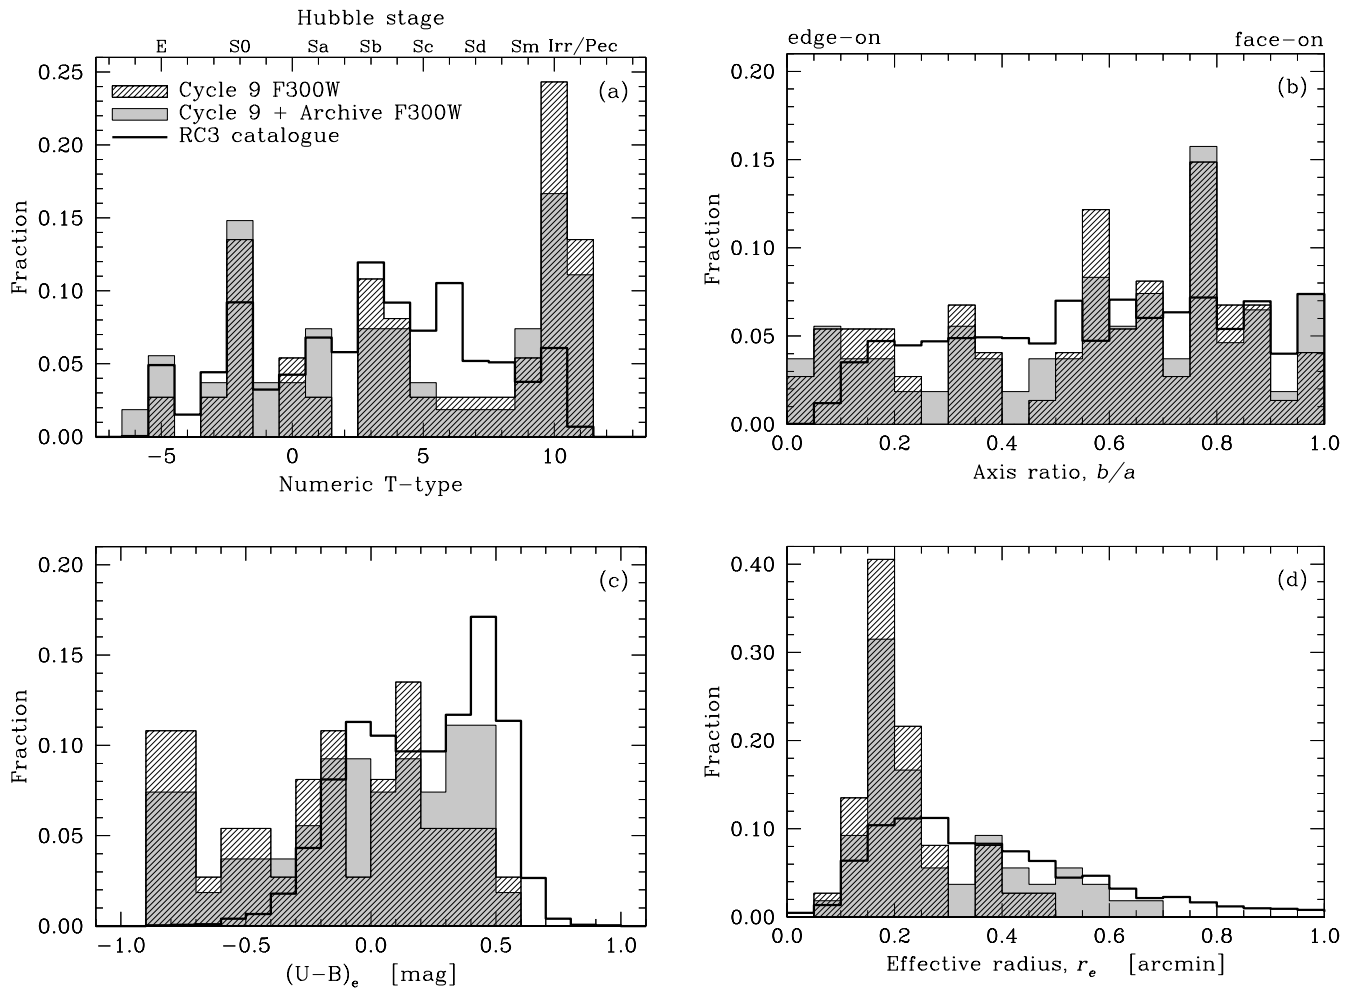 Hubble stage
E S0 Sa Sb Sc Sd Sm Irr/Pec
0.25
0.20
0.15
0.10
0.05
0.00
Fraction
Cycle 9 F300W
Cycle 9 + Archive F300W
RC3 catalogue
(a)
−5 0 5 10
Numeric T−type
edge−on face−on
0.20
0.15
0.10
0.05
0.00
Fraction
(b)
0.0 0.2 0.4 0.6 0.8 1.0
Axis ratio, b/a
0.20
0.15
0.10
0.05
0.00
Fraction
(c)
−1.0 −0.5 0.0 0.5 1.0
(U−B)e [mag]
0.40
0.30
0.20
0.10
0.00
Fraction
(d)
0.0 0.2 0.4 0.6 0.8 1.0
Effective radius, re [arcmin]